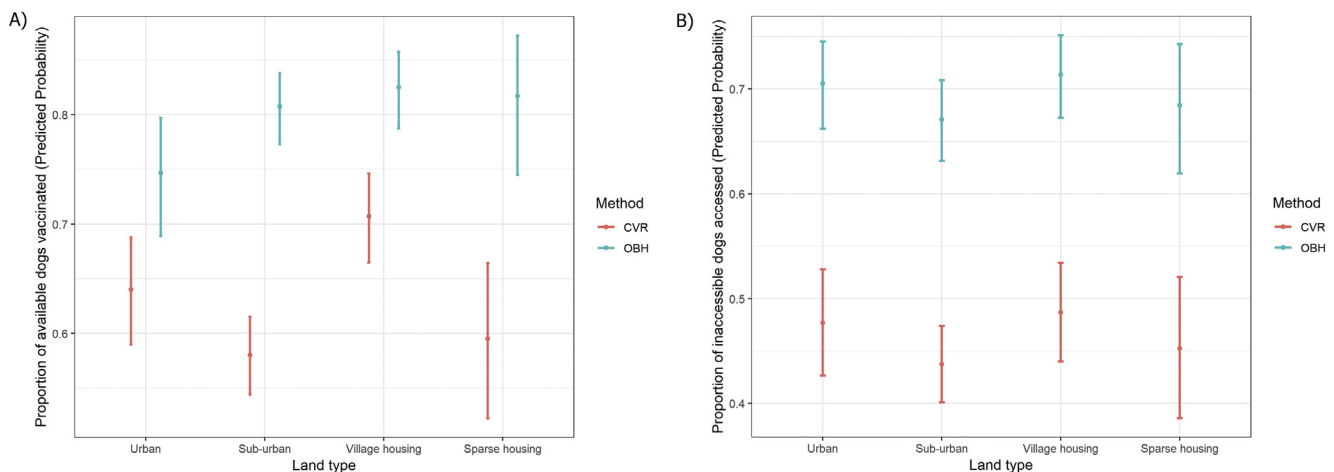 A)
Proportion of available dogs vaccinated (Predicted Probability)
0.8
0.7
0.6
Urban
Sub-urban
Village housing
Sparse housing
Land type
Method
CVR
OBH
B)
Proportion of inaccessible dogs accessed (Predicted Probability)
0.7
0.6
0.5
0.4
Urban
Sub-urban
Village housing
Sparse housing
Land type
Method
CVR
OBH